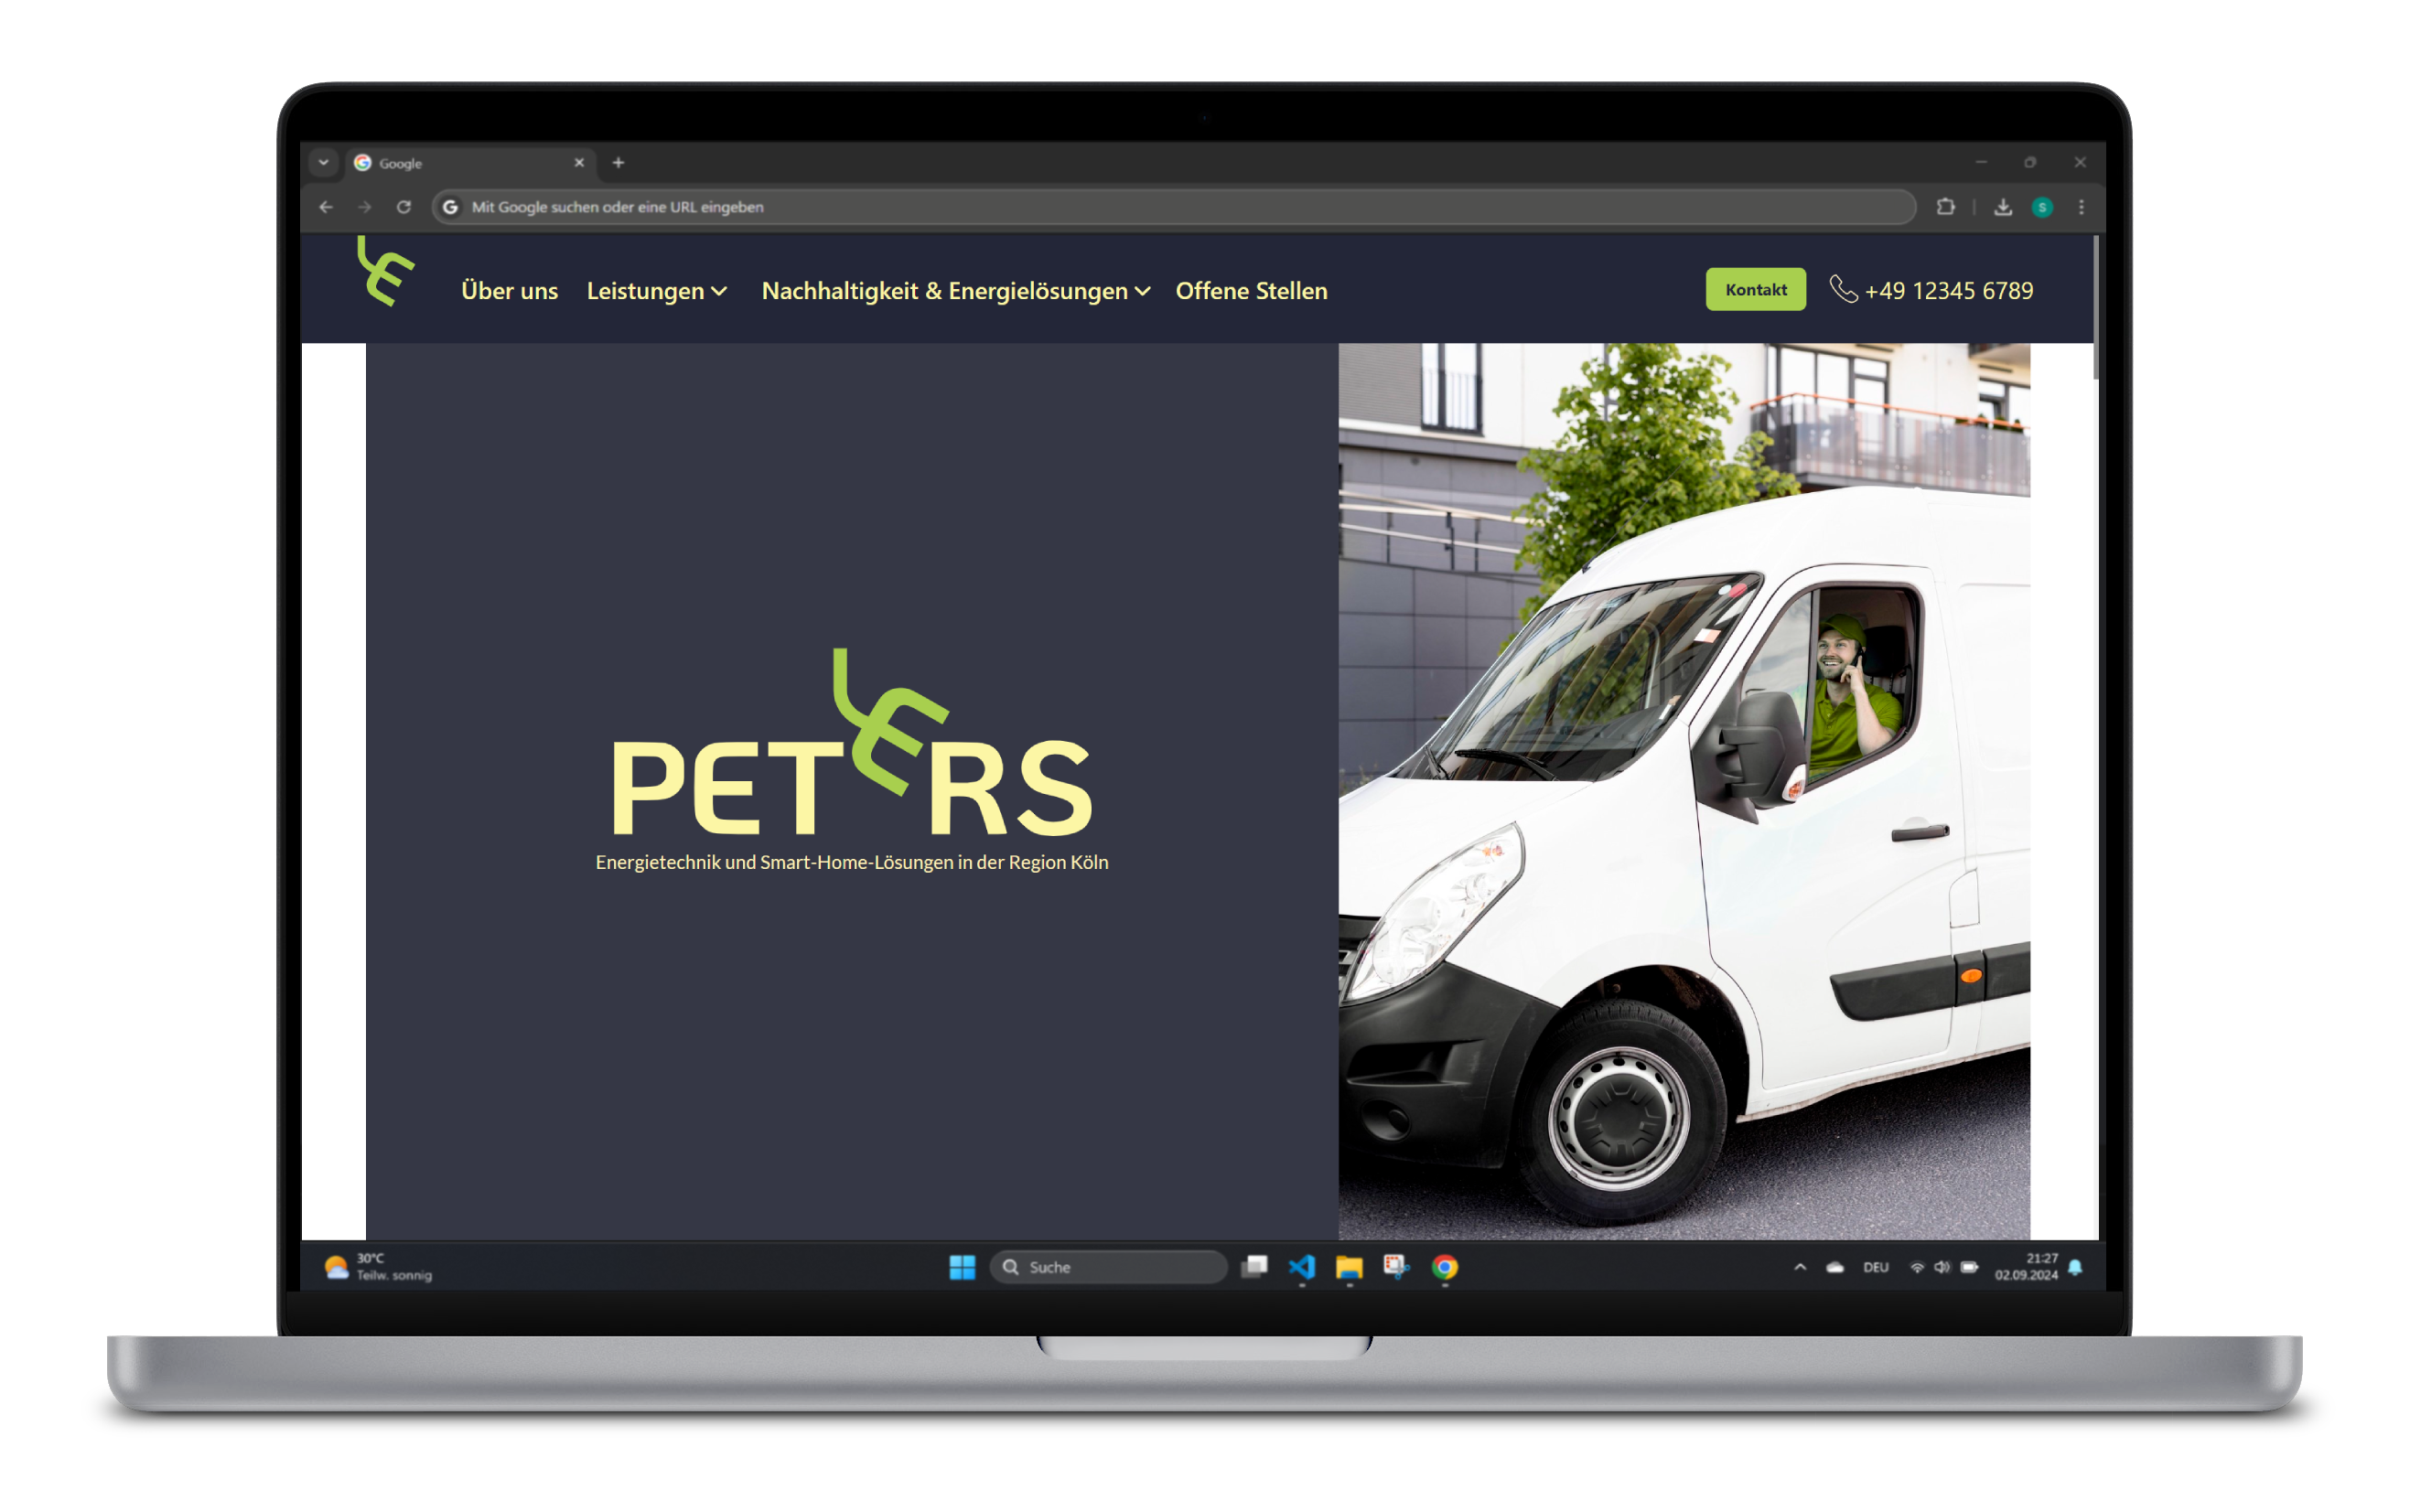 Google
Mit Google suchen oder eine URL eingeben
S
Über uns
Leistungen
Nachhaltigkeit & Energielösungen
Offene Stellen
Kontakt
+49 12345 6789
PETERS
Energietechnik und Smart-Home-Lösungen in der Region Köln
30°C
Teilw. sonnig
Suche
DEU
21:27
02.09.2024